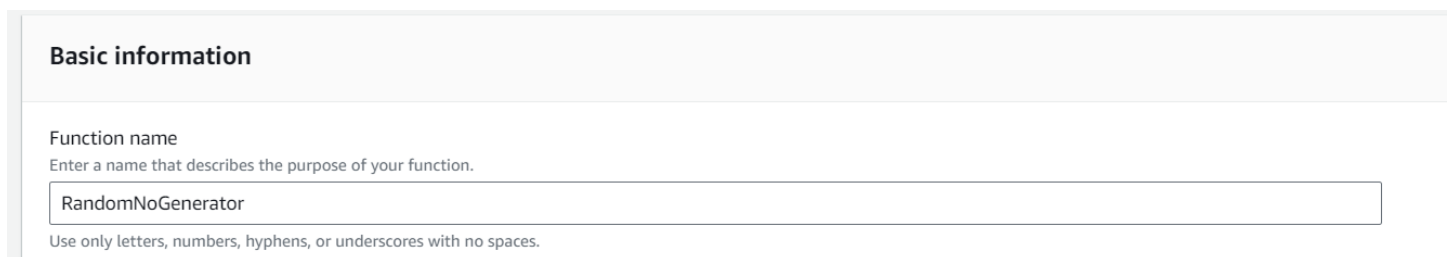 Basic information
Function name
Enter a name that describes the purpose of your function.
RandomNoGenerator
Use only letters, numbers, hyphens, or underscores with no spaces.